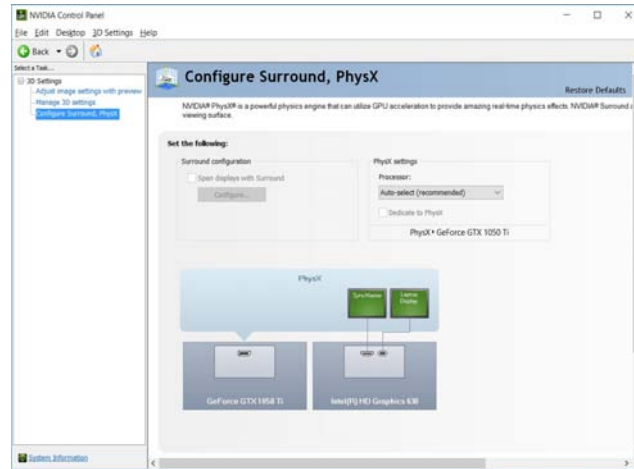 NVIDIA Control Panel
File Edit Desktop 3D Settings Help
Back
Select a Task...
3D Settings
Adjust image settings with preview
Manage 3D settings
Configure Surround, PhysX
Configure Surround, PhysX
Restore Defaults
NVIDIA® PhysX® is a powerful physics engine that can utilize GPU acceleration to provide amazing real-time physics effects. NVIDIA® Surround
viewing surface.
Set the following:
Surround configuration
Span displays with Surround
Configure...
PhysX settings
Processor:
Auto-select (recommended)
Dedicate to PhysX
PhysX • GeForce GTX 1050 Ti
PhysX
SyncMaster
Laptop
Display
GeForce GTX 1050 Ti
Intel(R) HD Graphics 630
System Information